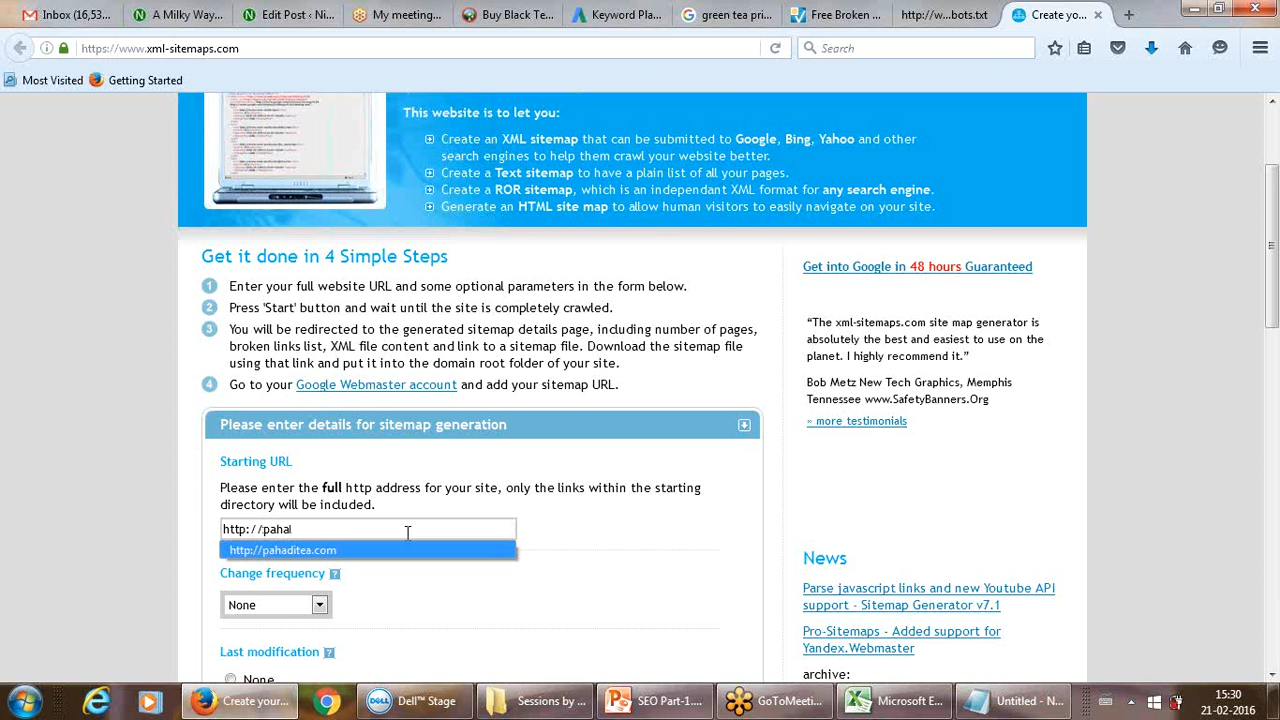 Inbox (16,53...
A Milky Way...
Edit Post ‹ Ni...
My meeting...
Buy Black Te...
Keyword Pla...
green tea pri...
Free Broken ...
http://w...bots.txt
Create yo...
https://www.xml-sitemaps.com
Search
Most Visited
Getting Started
This website is to let you:
Create an XML sitemap that can be submitted to Google, Bing, Yahoo and other
search engines to help them crawl your website better.
Create a Text sitemap to have a plain list of all your pages.
Create a ROR sitemap, which is an independant XML format for any search engine.
Generate an HTML site map to allow human visitors to easily navigate on your site.
Get it done in 4 Simple Steps
1 Enter your full website URL and some optional parameters in the form below.
2 Press 'Start' button and wait until the site is completely crawled.
3 You will be redirected to the generated sitemap details page, including number of pages,
broken links list, XML file content and link to a sitemap file. Download the sitemap file
using that link and put it into the domain root folder of your site.
4 Go to your Google Webmaster account and add your sitemap URL.
Please enter details for sitemap generation
Starting URL
Please enter the full http address for your site, only the links within the starting
directory will be included.
http://paha
http://pahaditea.com
Change frequency ?
None
Last modification ?
None
Get into Google in 48 hours Guaranteed
“The xml-sitemaps.com site map generator is
absolutely the best and easiest to use on the
planet. I highly recommend it.”
Bob Metz New Tech Graphics, Memphis
Tennessee www.SafetyBanners.Org
» more testimonials
News
Parse javascript links and new Youtube API
support - Sitemap Generator v7.1
Pro-Sitemaps - Added support for
Yandex.Webmaster
archive:
Create your...
DELL
Dell™ Stage
Sessions by ...
SEO Part-1....
GoToMeeti...
Microsoft E...
Untitled - N...
15:30
21-02-2016